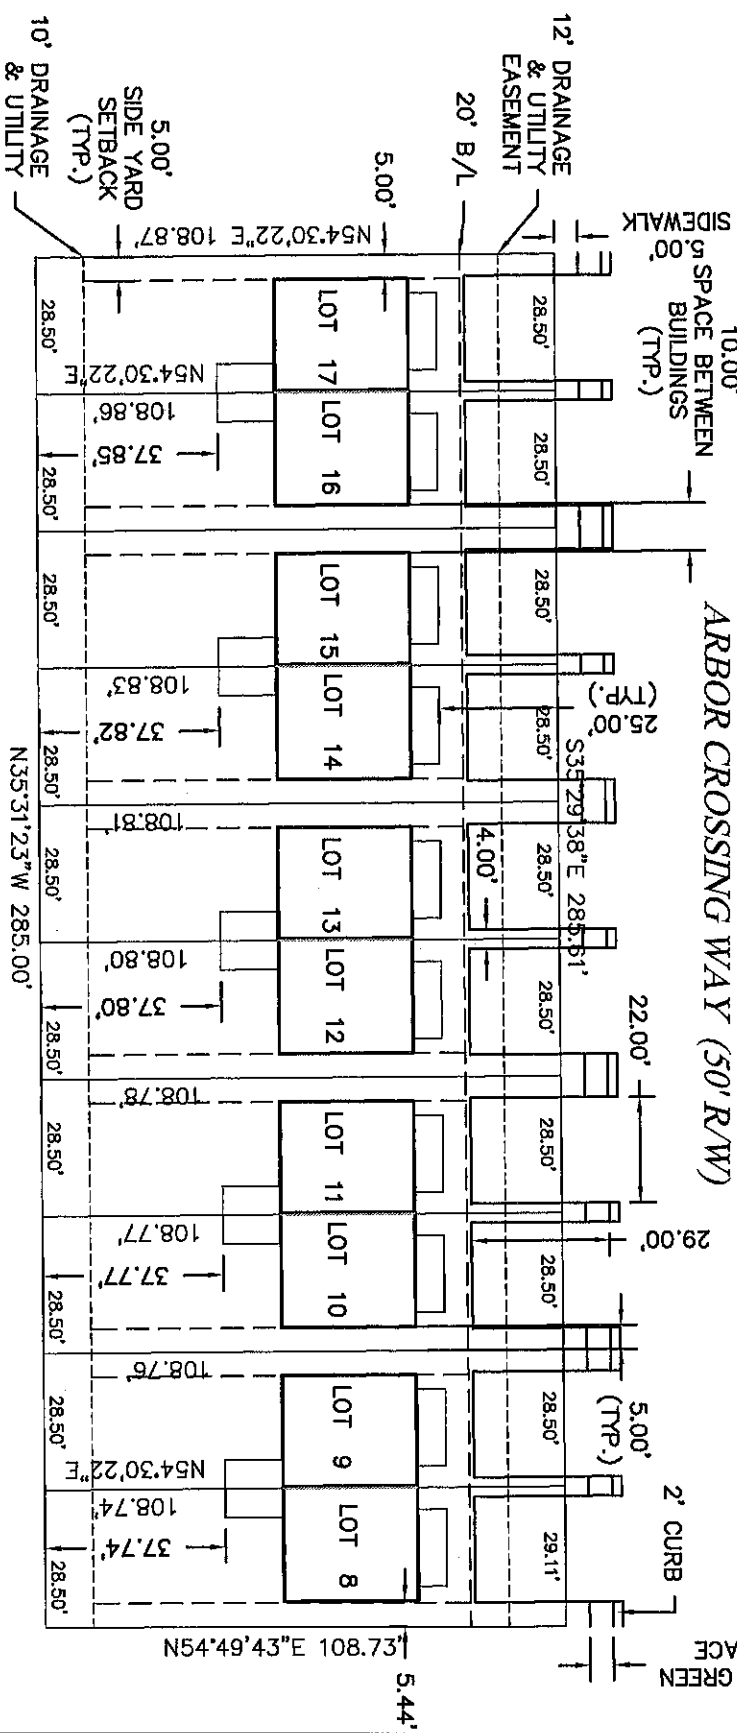 12' DRAINAGE
& UTILITY
EASEMENT
20' B/L
5.00'
5.00'
SIDE YARD
SETBACK
(TYP.)
10' DRAINAGE
& UTILITY
SIDEWALK
5.00'
10.00'
SPACE BETWEEN
BUILDINGS
(TYP.)
ARBOR CROSSING WAY (50' R/W)
25.00'
(TYP.)
S35°29'38"E 285.61'
4.00'
22.00'
29.00'
5.00'
(TYP.)
2' CURB
GREEN
28.50'
28.50'
28.50'
28.50'
28.50'
28.50'
28.50'
28.50'
28.50'
29.11'
N54°30'22"E 108.87'
LOT 17
N54°30'22"E
108.86'
LOT 16
37.85'
LOT 15
108.83'
LOT 14
37.82'
108.81'
LOT 13
108.80'
LOT 12
37.80'
108.78'
LOT 11
108.77'
LOT 10
37.77'
108.76'
LOT 9
N54°30'22"E
108.74'
LOT 8
37.74'
N54°49'43"E 108.73'
5.44'
28.50'
28.50'
28.50'
28.50'
28.50'
28.50'
28.50'
28.50'
28.50'
28.50'
N35°31'23"W 285.00'